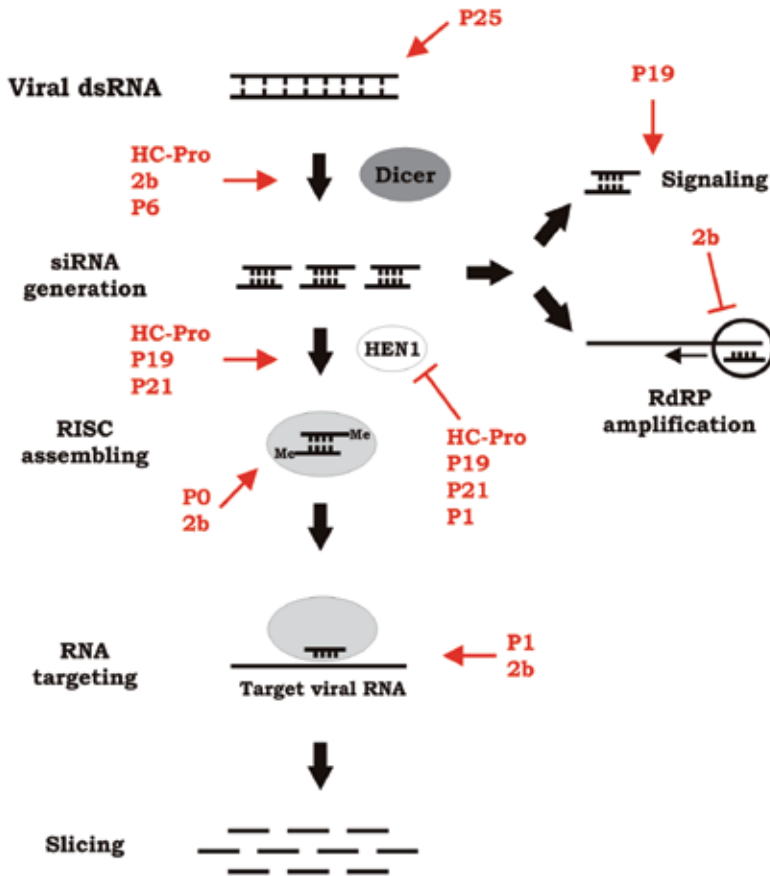 P25
Viral dsRNA
P19
HC-Pro
2b
P6
Dicer
Signaling
2b
siRNA
generation
HC-Pro
P19
P21
HEN1
RdRP
amplification
RISC
assembling
Me
Me
HC-Pro
P19
P21
P1
P0
2b
RNA
targeting
P1
2b
Target viral RNA
Slicing